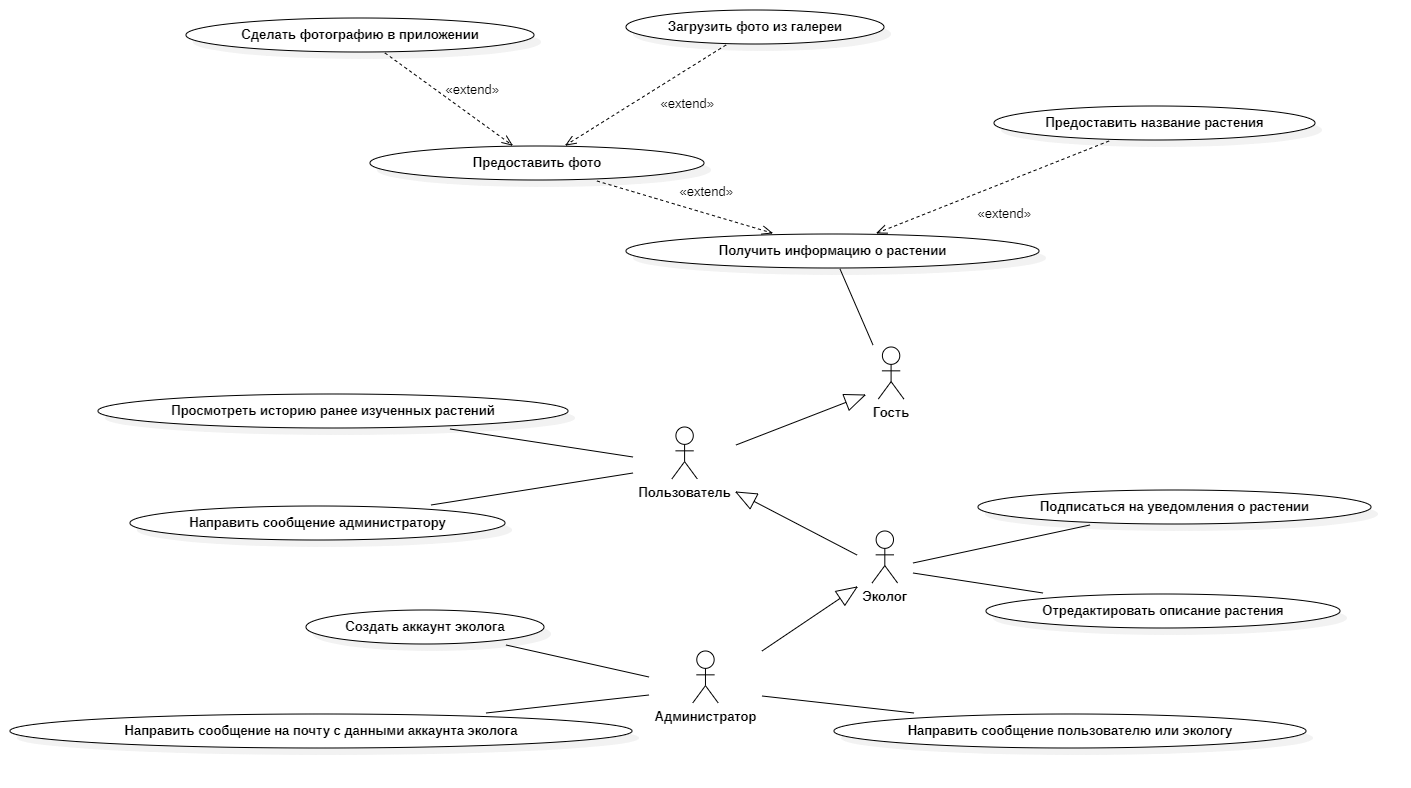 Сделать фотографию в приложении
Загрузить фото из галереи
«extend»
«extend»
Предоставить название растения
Предоставить фото
«extend»
«extend»
Получить информацию о растении
Гость
Просмотреть историю ранее изученных растений
Пользователь
Направить сообщение администратору
Подписаться на уведомления о растении
Эколог
Отредактировать описание растения
Создать аккаунт эколога
Администратор
Направить сообщение на почту с данными аккаунта эколога
Направить сообщение пользователю или экологу